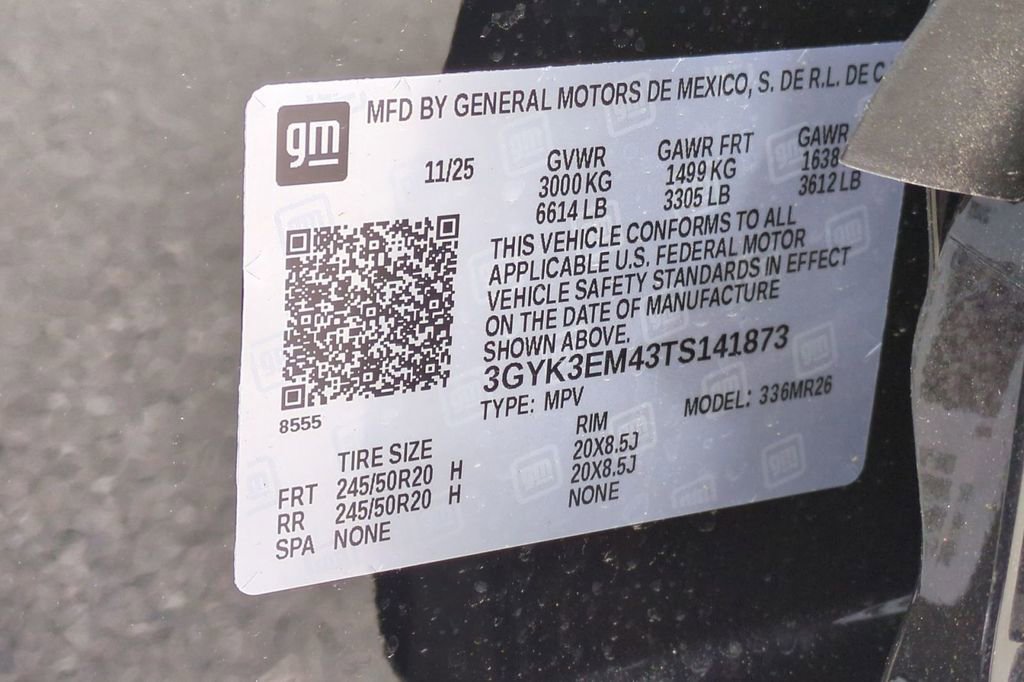 gm
MFD BY GENERAL MOTORS DE MEXICO, S. DE R.L. DE C
11/25
GVWR GAWR FRT GAWR
3000 KG 1499 KG 1638
6614 LB 3305 LB 3612 LB
THIS VEHICLE CONFORMS TO ALL
APPLICABLE U.S. FEDERAL MOTOR
VEHICLE SAFETY STANDARDS IN EFFECT
ON THE DATE OF MANUFACTURE
SHOWN ABOVE.
3GYK3EM43TS141873
TYPE: MPV MODEL: 336MR26
8555
TIRE SIZE RIM
FRT 245/50R20 H 20X8.5J
RR 245/50R20 H 20X8.5J
SPA NONE NONE